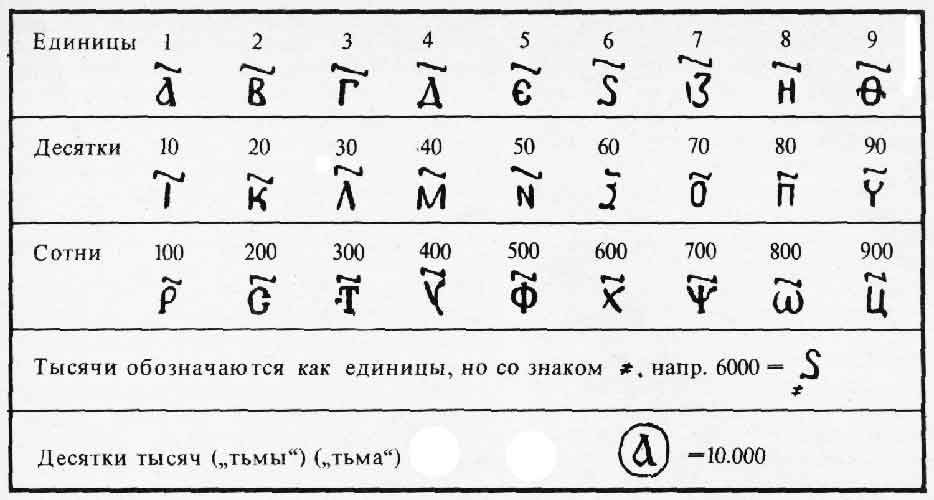 Единицы 1 2 3 4 5 6 7 8 9
а҃ в҃ г҃ д҃ є҃ ѕ҃ з҃ н҃ ѳ҃
Десятки 10 20 30 40 50 60 70 80 90
І҃ К҃ Л҃ М҃ N҃ Ѯ҃ О҃ П҃ Ч҃
Сотни 100 200 300 400 500 600 700 800 900
Р҃ С҃ Т҃ Ѵ҃ Ф҃ Х҃ Ѱ҃ Ѡ҃ Ц҃
Тысячи обозначаются как единицы, но со знаком ҂, напр. 6000 = ҂Ѕ
Десятки тысяч („тьмы“) („тьма“) А⃝ =10.000